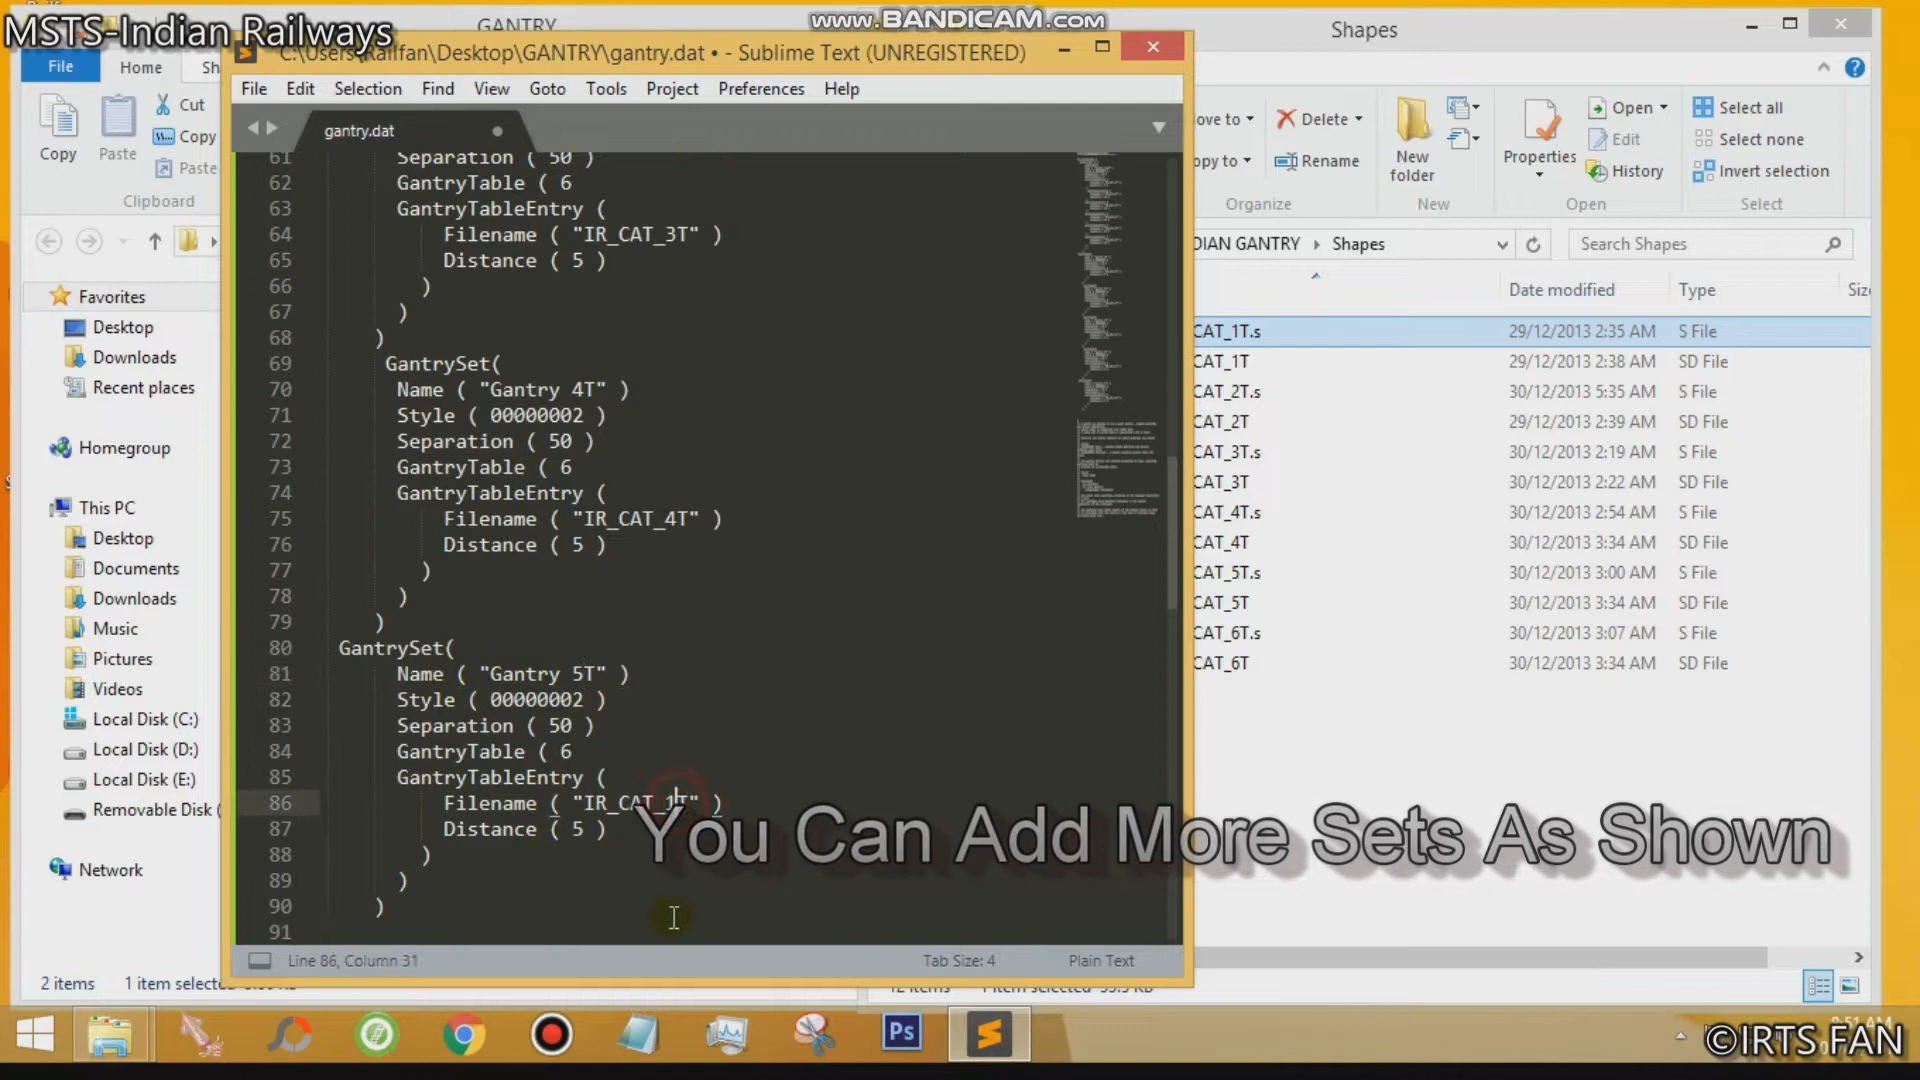 MSTS-Indian Railways
GANTRY
www.BANDICAM.com
Shapes
C:\Users\Railfan\Desktop\GANTRY\gantry.dat • - Sublime Text (UNREGISTERED)
File
Home
Sh
File Edit Selection Find View Goto Tools Project Preferences Help
Copy
Paste
Cut
Copy
Paste
Clipboard
gantry.dat
Delete
Rename
Organize
New folder
New
Properties
Open
Edit
History
Open
Select all
Select none
Invert selection
Select
DIAN GANTRY
Shapes
Search Shapes
Date modified
Type
Favorites
Desktop
Downloads
Recent places
Homegroup
This PC
Desktop
Documents
Downloads
Music
Pictures
Videos
Local Disk (C:)
Local Disk (D:)
Local Disk (E:)
Removable Disk (
Network
61 Separation ( 50 )
62 GantryTable ( 6
63 GantryTableEntry (
64 Filename ( "IR_CAT_3T" )
65 Distance ( 5 )
66 )
67 )
68 )
69 GantrySet(
70 Name ( "Gantry 4T" )
71 Style ( 00000002 )
72 Separation ( 50 )
73 GantryTable ( 6
74 GantryTableEntry (
75 Filename ( "IR_CAT_4T" )
76 Distance ( 5 )
77 )
78 )
79 )
80 GantrySet(
81 Name ( "Gantry 5T" )
82 Style ( 00000002 )
83 Separation ( 50 )
84 GantryTable ( 6
85 GantryTableEntry (
86 Filename ( "IR_CAT_1T" )
87 Distance ( 5 )
88 )
89 )
90 )
91
CAT_1T.s 29/12/2013 2:35 AM S File
CAT_1T 29/12/2013 2:38 AM SD File
CAT_2T.s 30/12/2013 5:35 AM S File
CAT_2T 29/12/2013 2:39 AM SD File
CAT_3T.s 30/12/2013 2:19 AM S File
CAT_3T 30/12/2013 2:22 AM SD File
CAT_4T.s 30/12/2013 2:54 AM S File
CAT_4T 30/12/2013 3:34 AM SD File
CAT_5T.s 30/12/2013 3:00 AM S File
CAT_5T 30/12/2013 3:34 AM SD File
CAT_6T.s 30/12/2013 3:07 AM S File
CAT_6T 30/12/2013 3:34 AM SD File
You Can Add More Sets As Shown
Line 86, Column 31
Tab Size: 4
Plain Text
2 items
1 item selected
Ps
©IRTS FAN